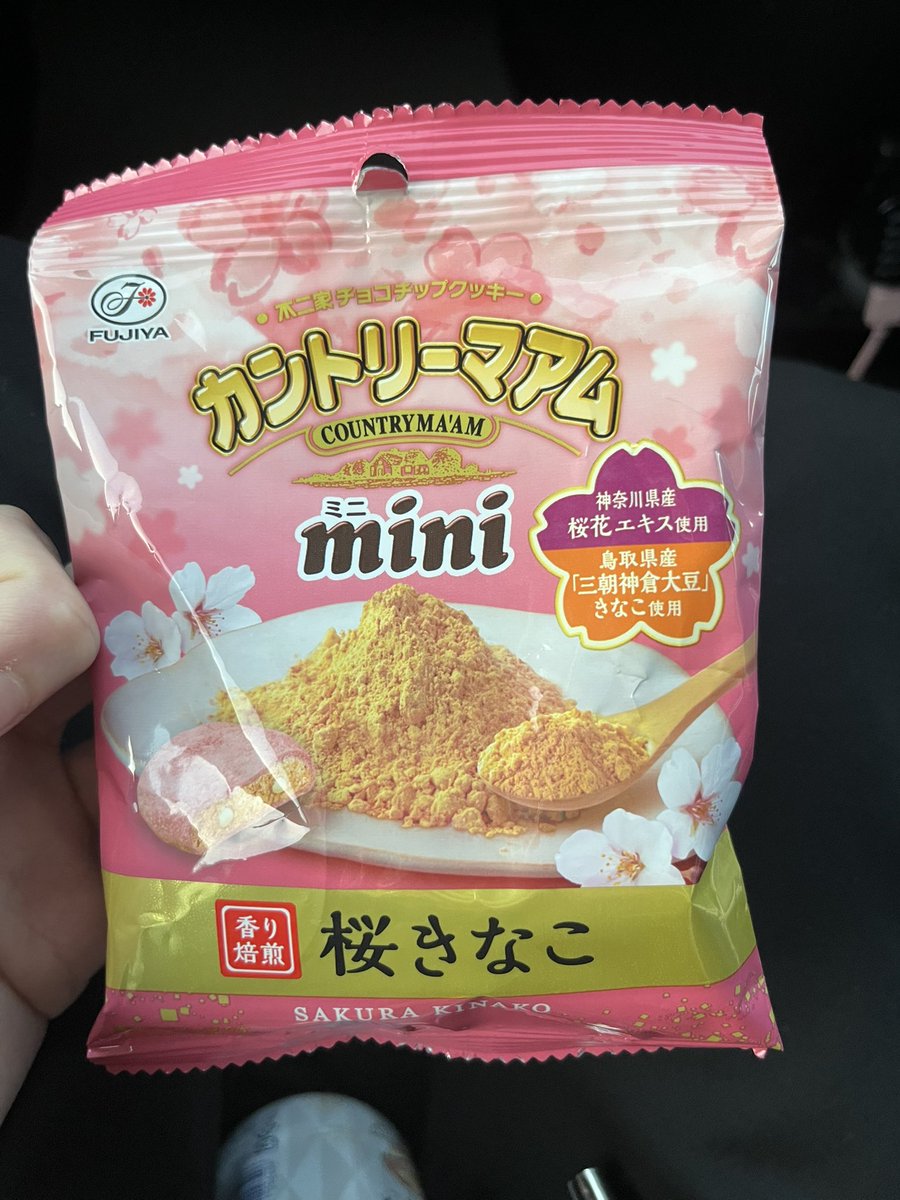 FUJIYA
不二家チョコチップクッキー
カントリーマアム
COUNTRYMA'AM
ミニ
mini
神奈川県産
桜花エキス使用
鳥取県産
「三朝神倉大豆」
きなこ使用
香り
焙煎
桜きなこ
SAKURA KINAKO